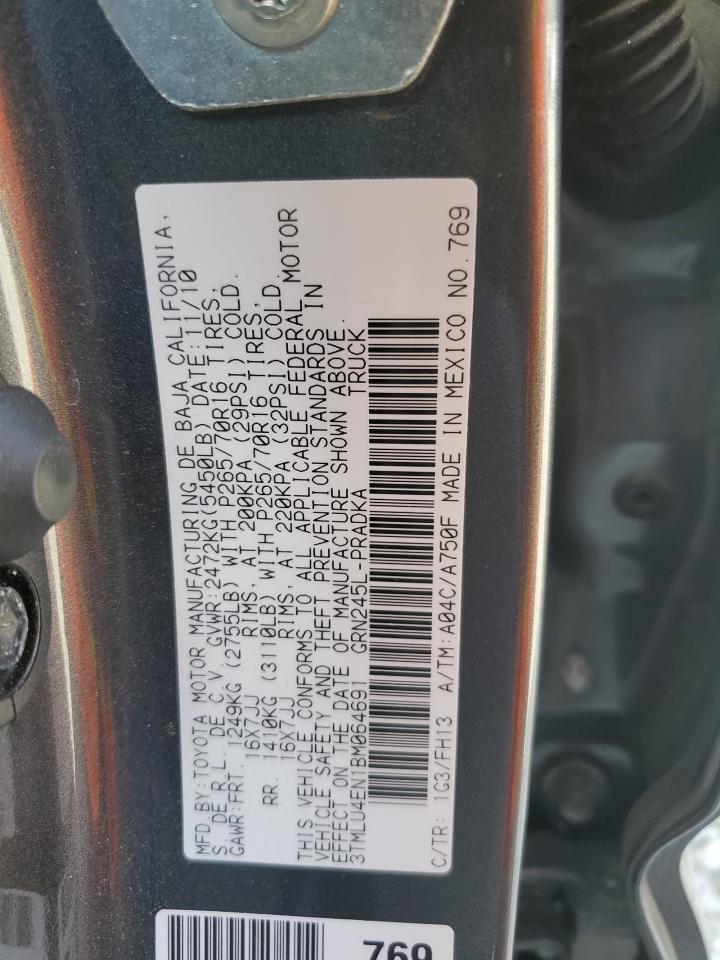 MFD.BY:TOYOTA MOTOR MANUFACTURING DE BAJA CALIFORNIA,
S. DE R.L. DE C.V. GVWR:2472KG(5450LB) DATE:11/10
GAWR:FRT. 1249KG (2755LB) WITH P265/70R16 TIRES,
16X7JJ RIMS, AT 200KPA (29PSI) COLD.
RR. 1410KG (3110LB) WITH P265/70R16 TIRES,
16X7JJ RIMS, AT 220KPA (32PSI) COLD.
THIS VEHICLE CONFORMS TO ALL APPLICABLE FEDERAL MOTOR
VEHICLE SAFETY AND THEFT PREVENTION STANDARDS IN
EFFECT ON THE DATE OF MANUFACTURE SHOWN ABOVE.
3TMLU4EN1BM064691 GRN245L-PRADKA TRUCK
C/TR: 1G3/FH13 A/TM:A04C/A750F MADE IN MEXICO NO.769
769